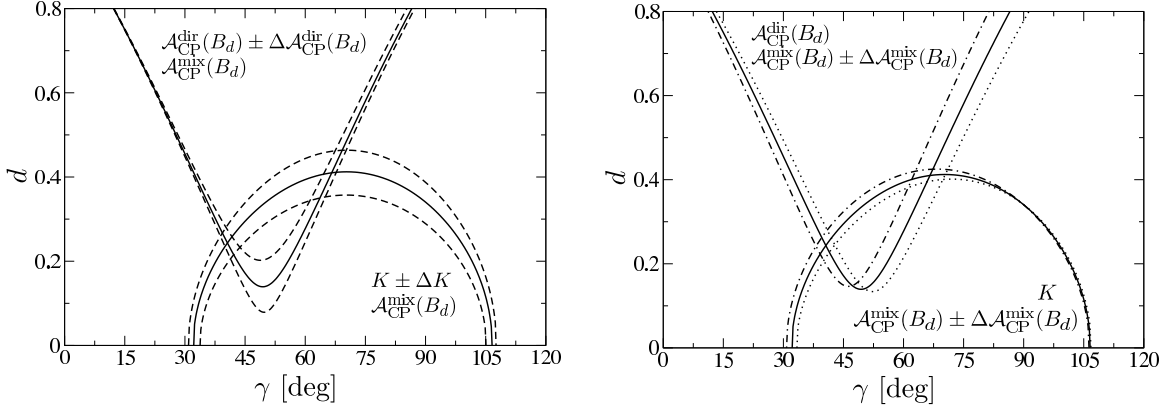 0.8
0.6
0.4
0.2
0
d
𝒜_CP^dir(B_d) ± Δ𝒜_CP^dir(B_d)
𝒜_CP^mix(B_d)
K ± ΔK
𝒜_CP^mix(B_d)
0 15 30 45 60 75 90 105 120
γ [deg]
0.8
0.6
0.4
0.2
0
d
𝒜_CP^dir(B_d)
𝒜_CP^mix(B_d) ± Δ𝒜_CP^mix(B_d)
K
𝒜_CP^mix(B_d) ± Δ𝒜_CP^mix(B_d)
0 15 30 45 60 75 90 105 120
γ [deg]